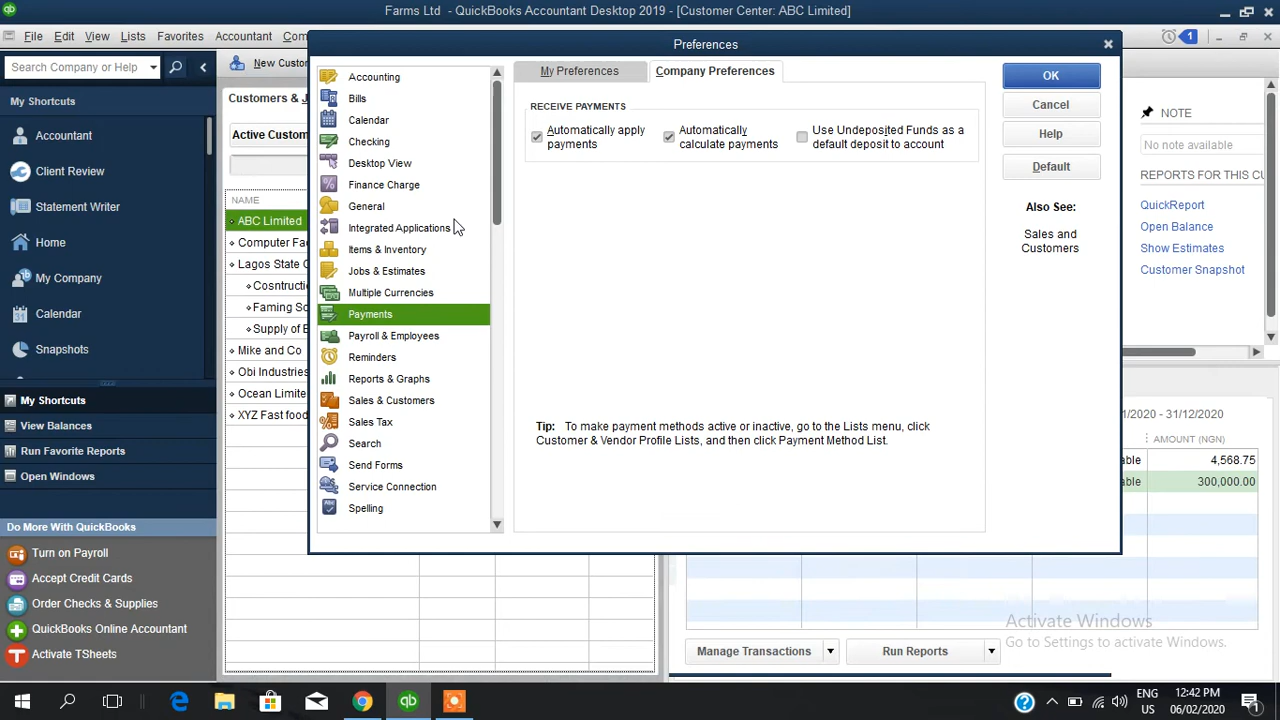 Farms Ltd - QuickBooks Accountant Desktop 2019 - [Customer Center: ABC Limited]
File Edit View Lists Favorites Accountant
1
Search Company or Help
New Custo
My Shortcuts
Accountant
Client Review
Statement Writer
Home
My Company
Calendar
Snapshots
My Shortcuts
View Balances
Run Favorite Reports
Open Windows
Do More With QuickBooks
Turn on Payroll
Accept Credit Cards
Order Checks & Supplies
QuickBooks Online Accountant
Activate TSheets
Customers &
Active Custom
NAME
ABC Limited
Computer Fac
Lagos State C
Cosntructi
Faming So
Supply of E
Mike and Co
Obi Industries
Ocean Limite
XYZ Fast food
Preferences
Accounting
Bills
Calendar
Checking
Desktop View
Finance Charge
General
Integrated Applications
Items & Inventory
Jobs & Estimates
Multiple Currencies
Payments
Payroll & Employees
Reminders
Reports & Graphs
Sales & Customers
Sales Tax
Search
Send Forms
Service Connection
Spelling
My Preferences
Company Preferences
RECEIVE PAYMENTS
Automatically apply
payments
Automatically
calculate payments
Use Undeposited Funds as a
default deposit to account
Tip: To make payment methods active or inactive, go to the Lists menu, click
Customer & Vendor Profile Lists, and then click Payment Method List.
OK
Cancel
Help
Default
Also See:
Sales and
Customers
NOTE
No note available
REPORTS FOR THIS CU
QuickReport
Open Balance
Show Estimates
Customer Snapshot
1/2020 - 31/12/2020
AMOUNT (NGN)
able 4,568.75
able 300,000.00
Manage Transactions
Run Reports
Activate Windows
Go to Settings to activate Windows.
ENG
US
12:42 PM
06/02/2020
1